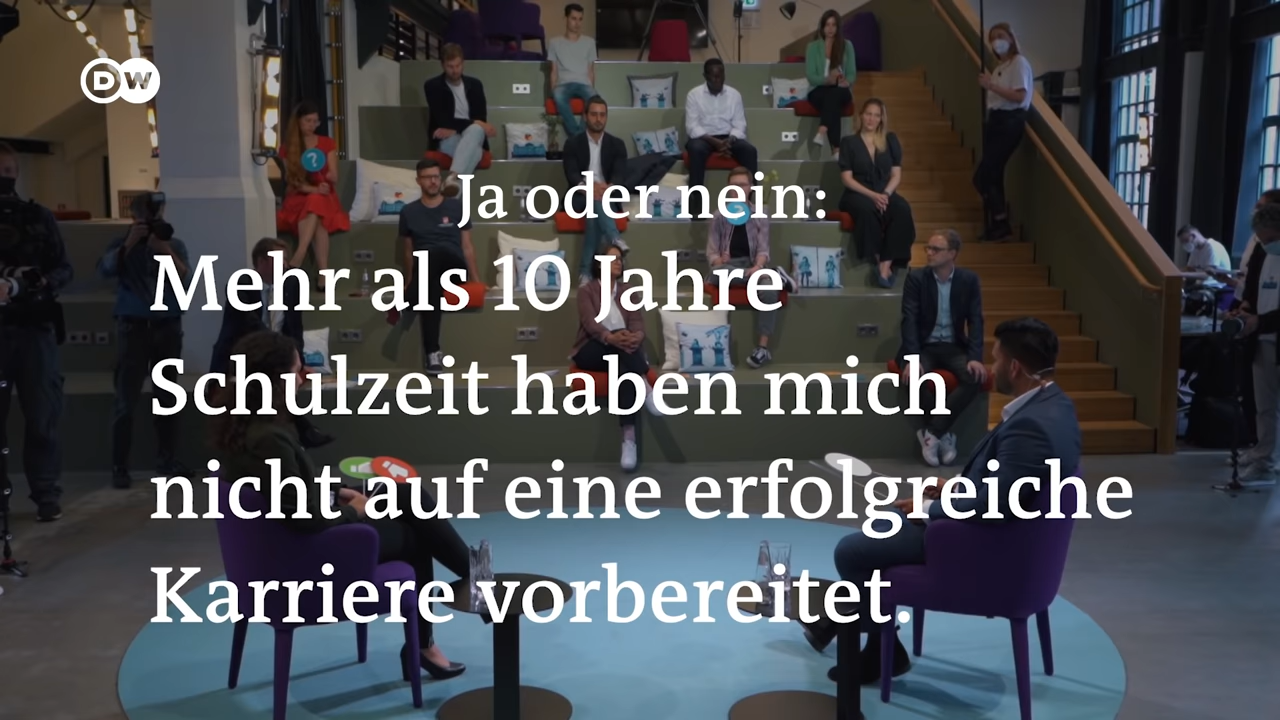 DW
Ja oder nein:
Mehr als 10 Jahre
Schulzeit haben mich
nicht auf eine erfolgreiche
Karriere vorbereitet.
?